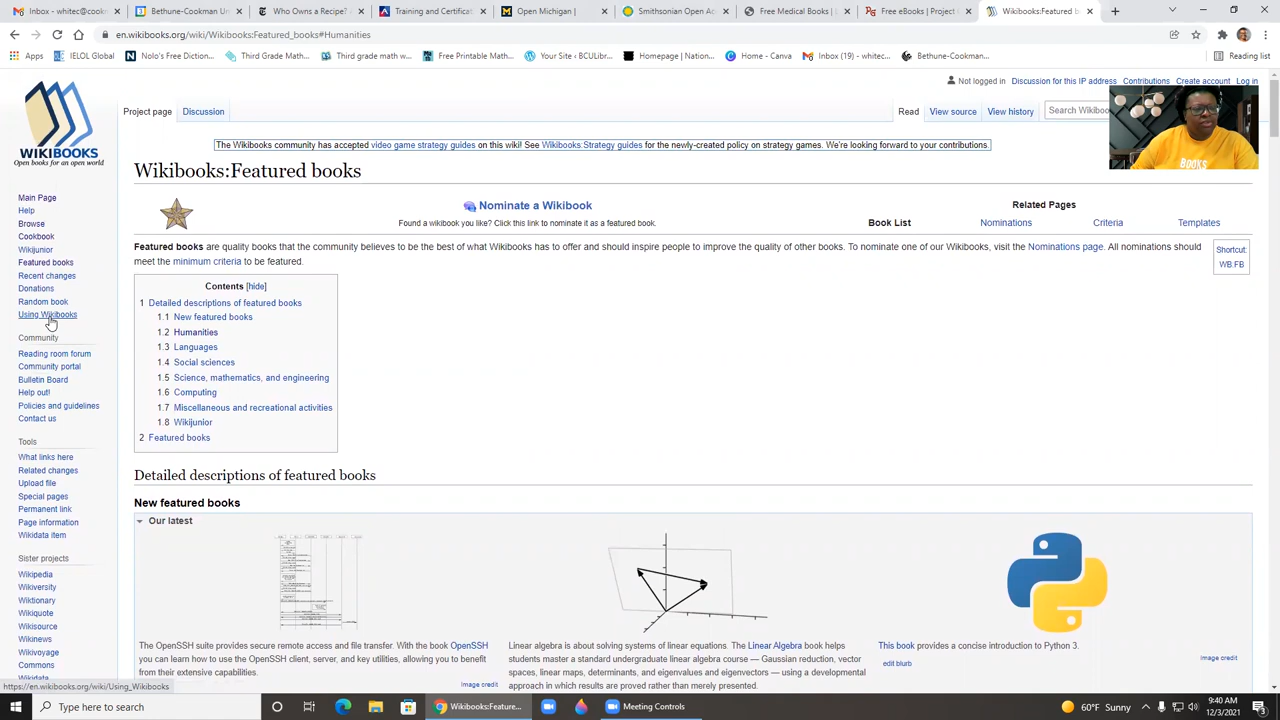 Inbox (16) - whitec@cook
Bethune-Cookman Un
Who Owns a Recipe?
Training and Certificat
Open Michigan |
Smithsonian Open Ac
Free Medical Books |
Free eBooks | Project
Wikibooks:Featured b
en.wikibooks.org/wiki/Wikibooks:Featured_books#Humanities
Apps
IELOL Global
Nolo's Free Diction...
Third Grade Math...
Third grade math w...
Free Printable Math...
Your Site ‹ BCULibr...
Homepage | Nation...
Home - Canva
Inbox (19) - whitec...
Bethune-Cookman...
Reading list
WIKIBOOKS
Open books for an open world
Not logged in
Discussion for this IP address
Contributions
Create account
Log in
Project page
Discussion
Read
View source
View history
Search Wikiboo
BOOKS
The Wikibooks community has accepted video game strategy guides on this wiki! See Wikibooks:Strategy guides for the newly-created policy on strategy games. We're looking forward to your contributions.
Wikibooks:Featured books
Nominate a Wikibook
Found a wikibook you like? Click this link to nominate it as a featured book.
Related Pages
Book List
Nominations
Criteria
Templates
Featured books are quality books that the community believes to be the best of what Wikibooks has to offer and should inspire people to improve the quality of other books. To nominate one of our Wikibooks, visit the Nominations page. All nominations should
meet the minimum criteria to be featured.
Shortcut:
WB:FB
Main Page
Help
Browse
Cookbook
Wikijunior
Featured books
Recent changes
Donations
Random book
Using Wikibooks
Community
Reading room forum
Community portal
Bulletin Board
Help out!
Policies and guidelines
Contact us
Tools
What links here
Related changes
Upload file
Special pages
Permanent link
Page information
Wikidata item
Sister projects
Wikipedia
Wikiversity
Wiktionary
Wikiquote
Wikisource
Wikinews
Wikivoyage
Commons
Wikidata
Contents [hide]
1 Detailed descriptions of featured books
1.1 New featured books
1.2 Humanities
1.3 Languages
1.4 Social sciences
1.5 Science, mathematics, and engineering
1.6 Computing
1.7 Miscellaneous and recreational activities
1.8 Wikijunior
2 Featured books
Detailed descriptions of featured books
New featured books
Our latest
The OpenSSH suite provides secure remote access and file transfer. With the book OpenSSH
you can learn how to use the OpenSSH client, server, and key utilities, allowing you to benefit
from their extensive capabilities.
Image credit
Linear algebra is about solving systems of linear equations. The Linear Algebra book helps
students master a standard undergraduate linear algebra course — Gaussian reduction, vector
spaces, linear maps, determinants, and eigenvectors and eigenvalues — using a developmental
approach in which results are proved rather than merely presented.
This book provides a concise introduction to Python 3.
edit blurb
Image credit
https://en.wikibooks.org/wiki/Using_Wikibooks
Type here to search
Wikibooks:Feature...
Meeting Controls
60°F Sunny
9:40 AM
12/3/2021